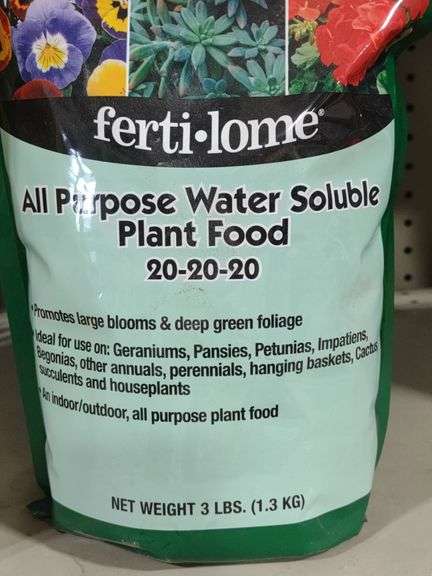 ferti•lome®
All Purpose Water Soluble
Plant Food
20-20-20
*Promotes large blooms & deep green foliage
*Ideal for use on: Geraniums, Pansies, Petunias, Impatiens,
Begonias, other annuals, perennials, hanging baskets, Cactus
succulents and houseplants
*An indoor/outdoor, all purpose plant food
NET WEIGHT 3 LBS. (1.3 KG)